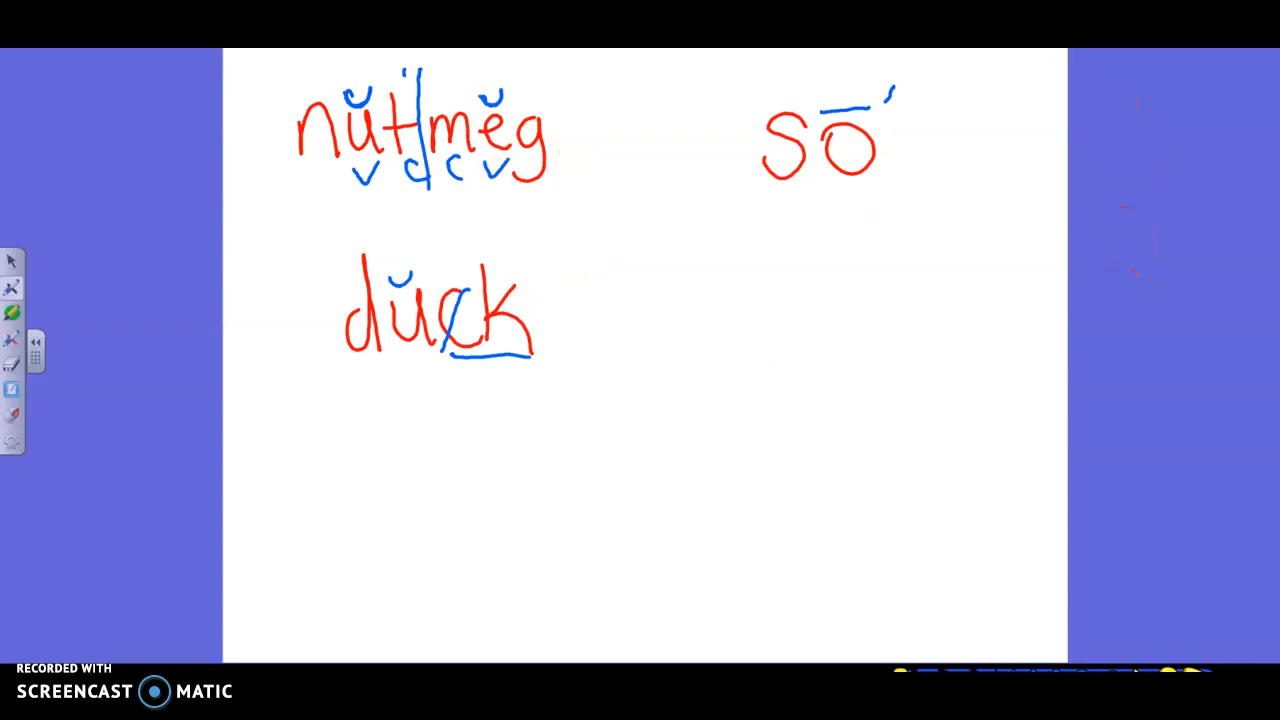 nŭt|mĕg sō'
v c c v
dŭck
RECORDED WITH
SCREENCAST MATIC